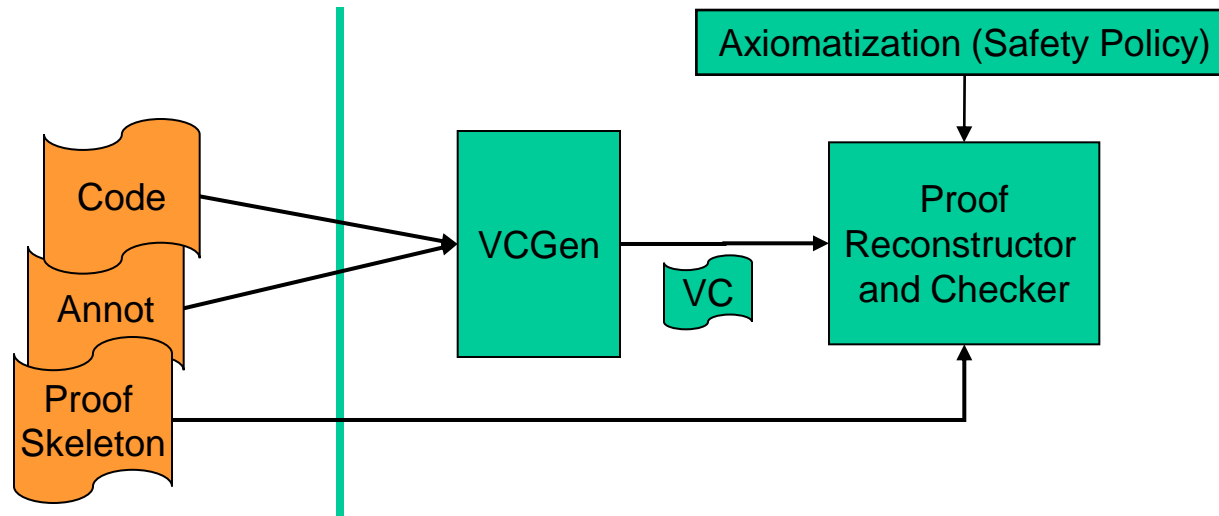 Axiomatization (Safety Policy)
Code
Annot
Proof
Skeleton
VCGen
VC
Proof
Reconstructor
and Checker